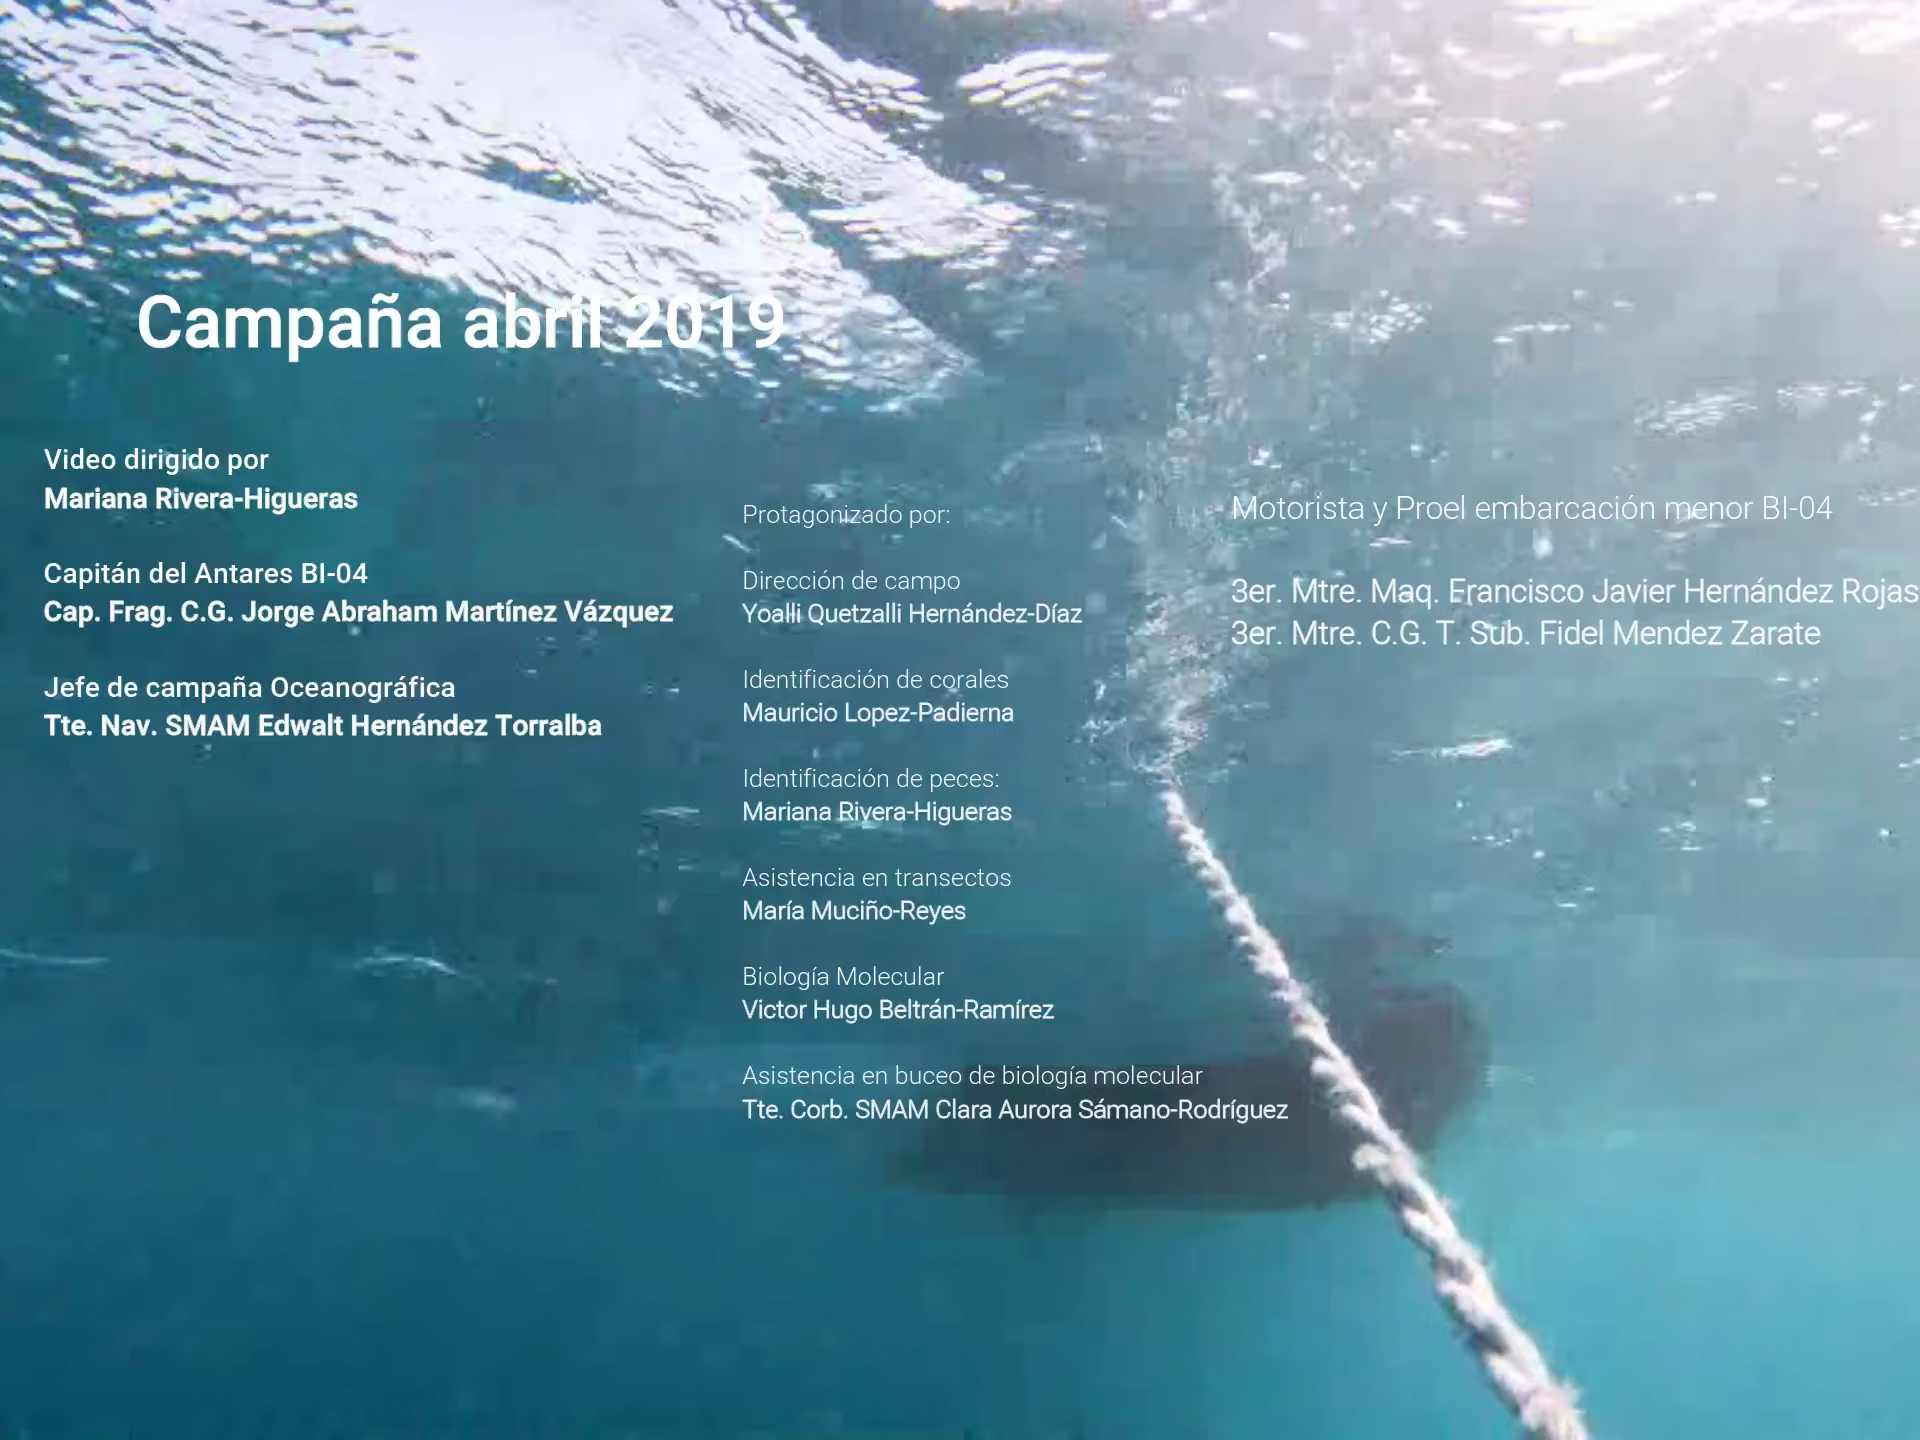 Campaña abril 2019
Video dirigido por
Mariana Rivera-Higueras
Capitán del Antares BI-04
Cap. Frag. C.G. Jorge Abraham Martínez Vázquez
Jefe de campaña Oceanográfica
Tte. Nav. SMAM Edwalt Hernández Torralba
Protagonizado por:
Dirección de campo
Yoalli Quetzalli Hernández-Díaz
Identificación de corales
Mauricio Lopez-Padierna
Identificación de peces:
Mariana Rivera-Higueras
Asistencia en transectos
María Muciño-Reyes
Biología Molecular
Victor Hugo Beltrán-Ramírez
Asistencia en buceo de biología molecular
Tte. Corb. SMAM Clara Aurora Sámano-Rodríguez
Motorista y Proel embarcación menor BI-04
3er. Mtre. Maq. Francisco Javier Hernández Rojas
3er. Mtre. C.G. T. Sub. Fidel Mendez Zarate